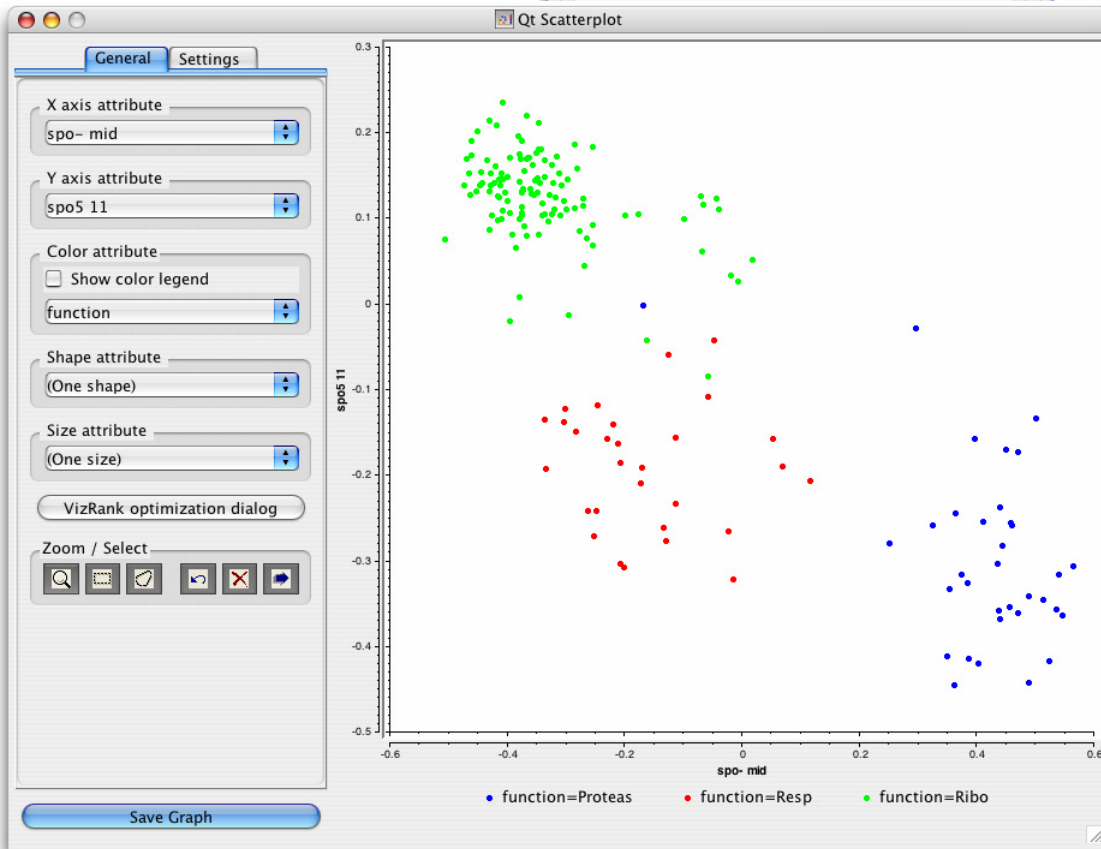 Qt Scatterplot
General Settings
X axis attribute
spo- mid
Y axis attribute
spo5 11
Color attribute
Show color legend
function
Shape attribute
(One shape)
Size attribute
(One size)
VizRank optimization dialog
Zoom / Select
Save Graph
0.3
0.2
0.1
0
-0.1
-0.2
-0.3
-0.4
-0.5
spo5 11
-0.6 -0.4 -0.2 0 0.2 0.4 0.6
spo- mid
function=Proteas function=Resp function=Ribo